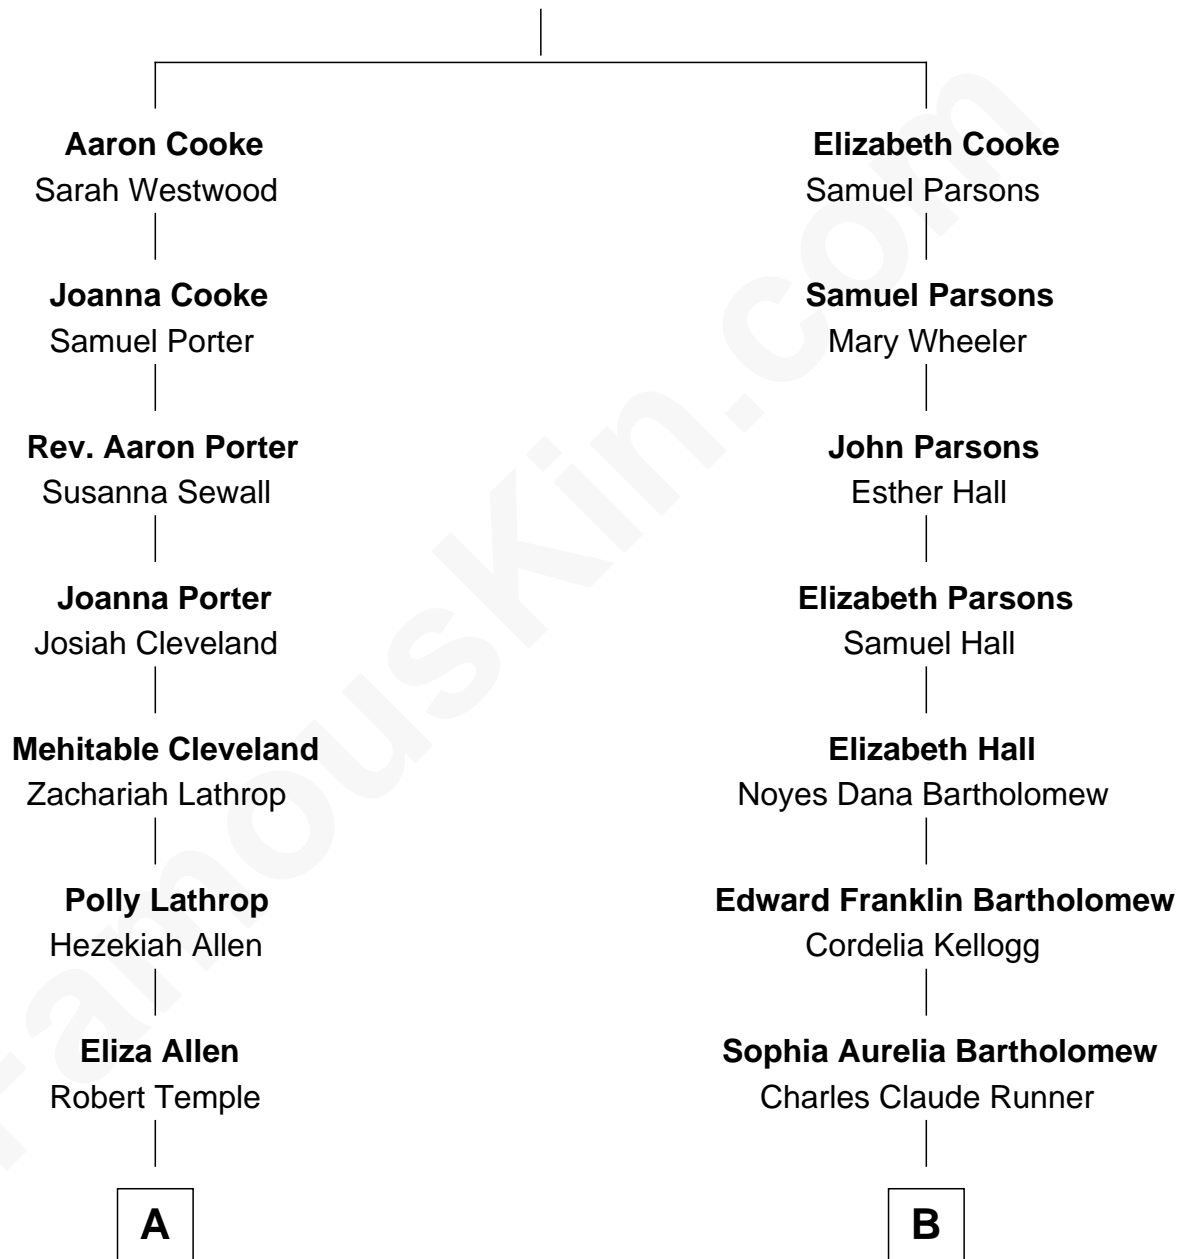 Aaron Cooke
Sarah Westwood
Joanna Cooke
Samuel Porter
Rev. Aaron Porter
Susanna Sewall
Joanna Porter
Josiah Cleveland
Mehitable Cleveland
Zachariah Lathrop
Polly Lathrop
Hezekiah Allen
Eliza Allen
Robert Temple
A
Elizabeth Cooke
Samuel Parsons
Samuel Parsons
Mary Wheeler
John Parsons
Esther Hall
Elizabeth Parsons
Samuel Hall
Elizabeth Hall
Noyes Dana Bartholomew
Edward Franklin Bartholomew
Cordelia Kellogg
Sophia Aurelia Bartholomew
Charles Claude Runner
B
FamousKin.com